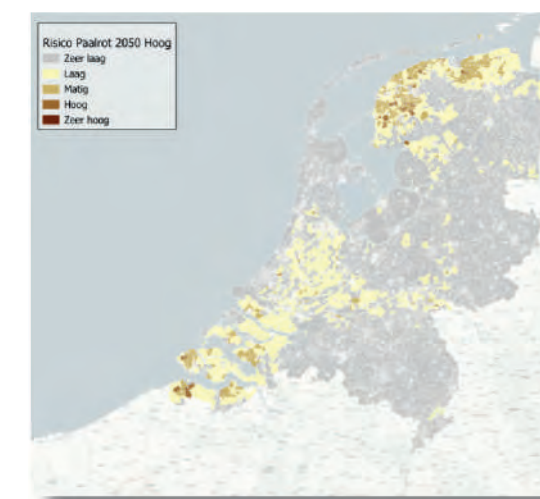 Risico Paalrot 2050 Hoog
Zeer laag
Laag
Matig
Hoog
Zeer hoog